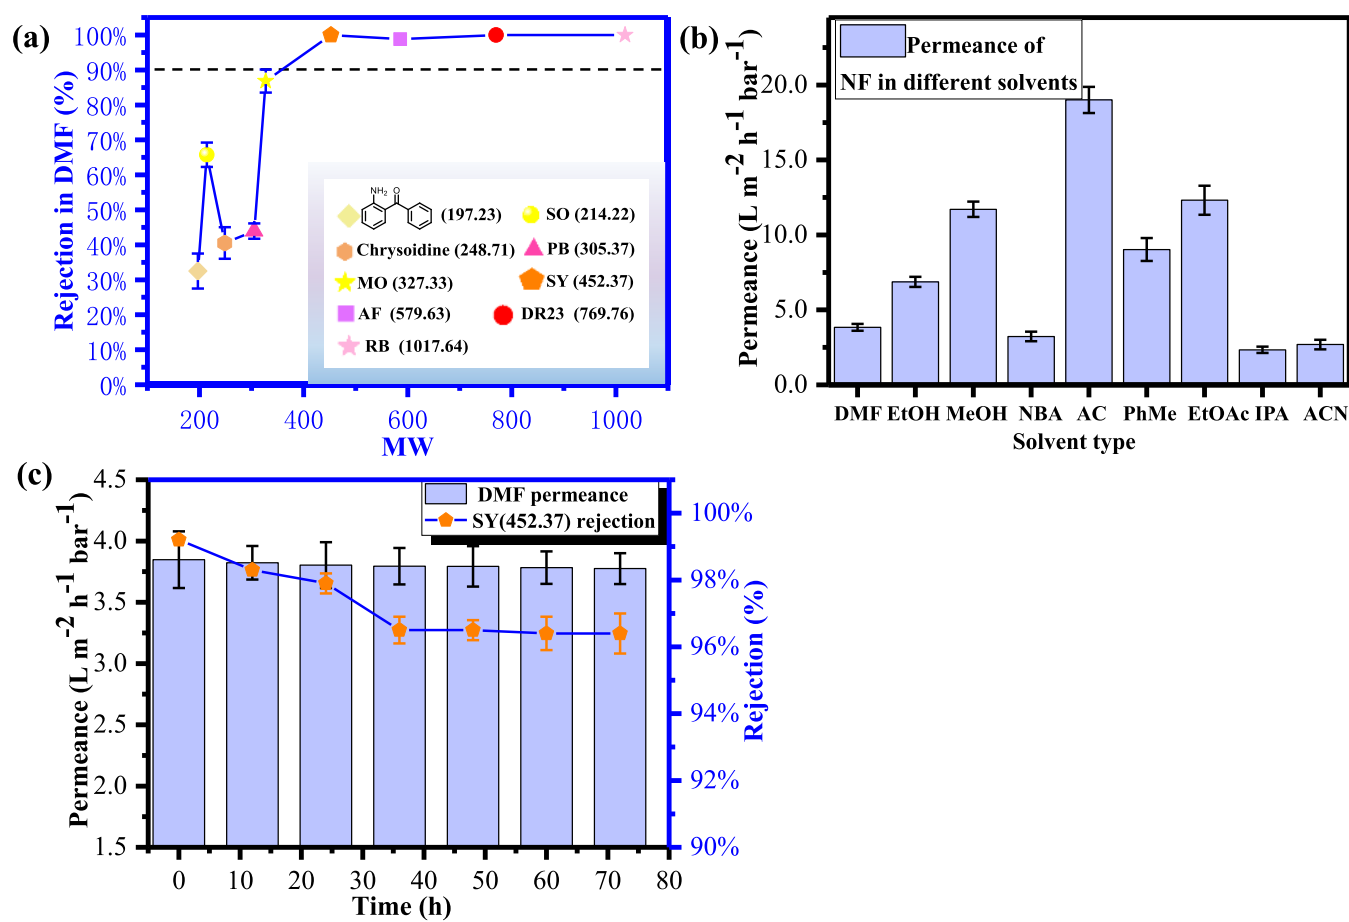 (a)
Rejection in DMF (%)
100%
90%
80%
70%
60%
50%
40%
30%
20%
10%
0%
NH₂
O
(197.23)
SO (214.22)
Chrysoidine (248.71)
PB (305.37)
MO (327.33)
SY (452.37)
AF (579.63)
DR23 (769.76)
RB (1017.64)
200 400 600 800 1000
MW
(b)
Permeance (L m⁻² h⁻¹ bar⁻¹)
20.0
15.0
10.0
5.0
0.0
Permeance of
NF in different solvents
DMF EtOH MeOH NBA AC PhMe EtOAc IPA ACN
Solvent type
(c)
Permeance (L m⁻² h⁻¹ bar⁻¹)
4.5
4.0
3.5
3.0
2.5
2.0
1.5
DMF permeance
SY(452.37) rejection
100%
98%
96%
94%
92%
90%
Rejection (%)
0 10 20 30 40 50 60 70 80
Time (h)